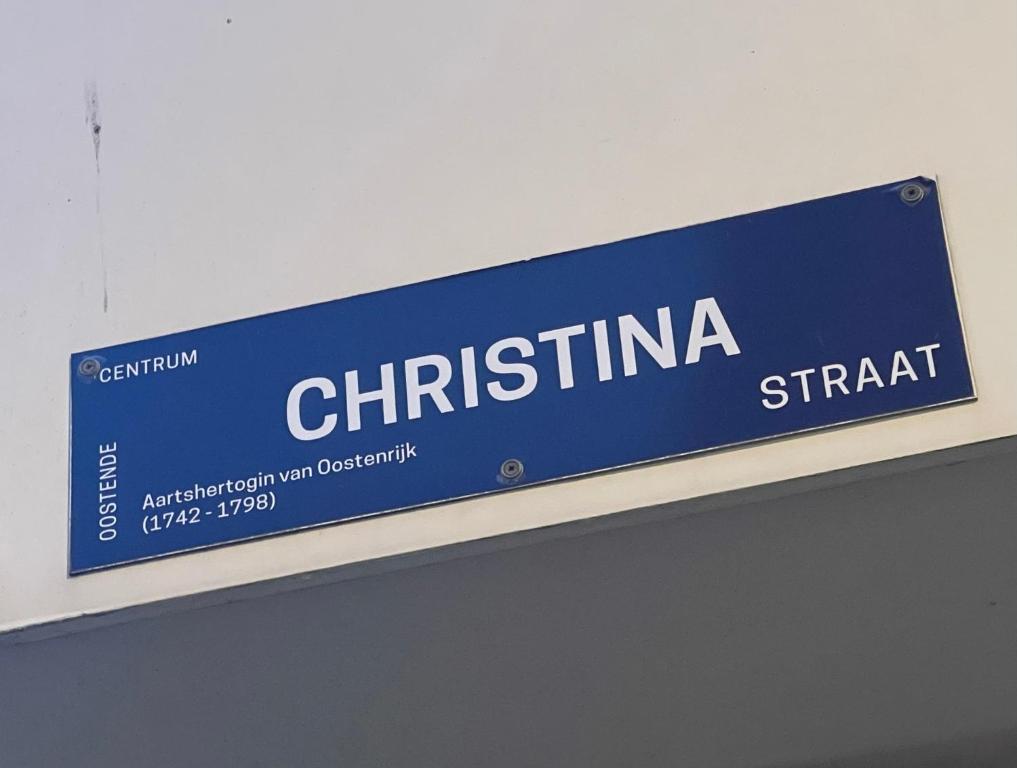 CENTRUM
CHRISTINA
STRAAT
OOSTENDE
Aartshertogin van Oostenrijk
(1742 - 1798)